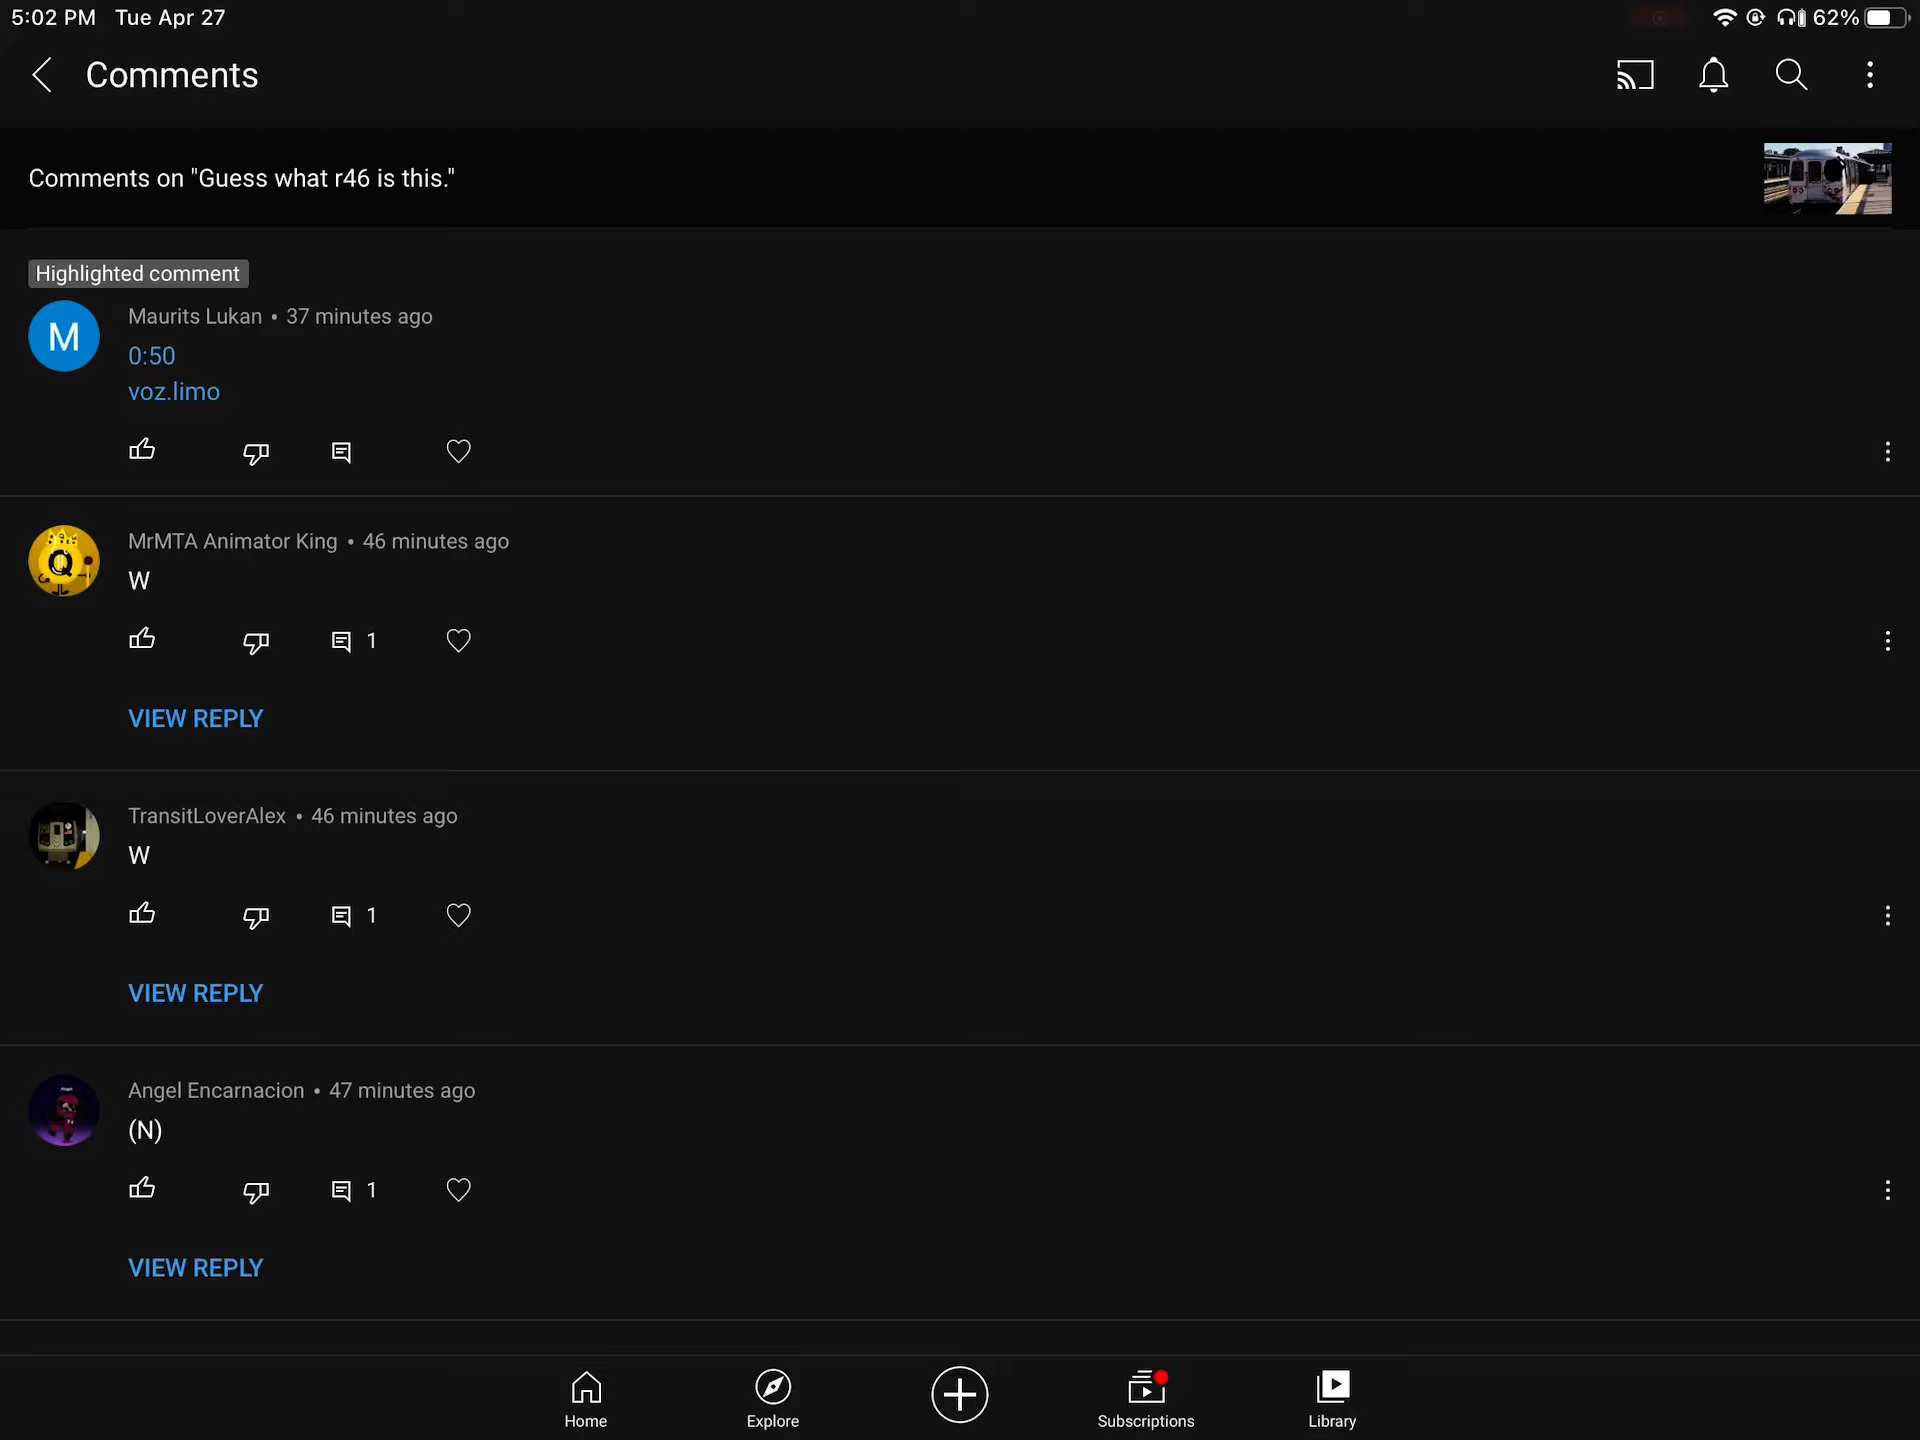 5:02 PM Tue Apr 27 62%
Comments
Comments on "Guess what r46 is this."
Highlighted comment
M
Maurits Lukan • 37 minutes ago
0:50
voz.limo
MrMTA Animator King • 46 minutes ago
Q
W
1
VIEW REPLY
TransitLoverAlex • 46 minutes ago
W
1
VIEW REPLY
Angel Encarnacion • 47 minutes ago
(N)
1
VIEW REPLY
Home Explore Subscriptions Library